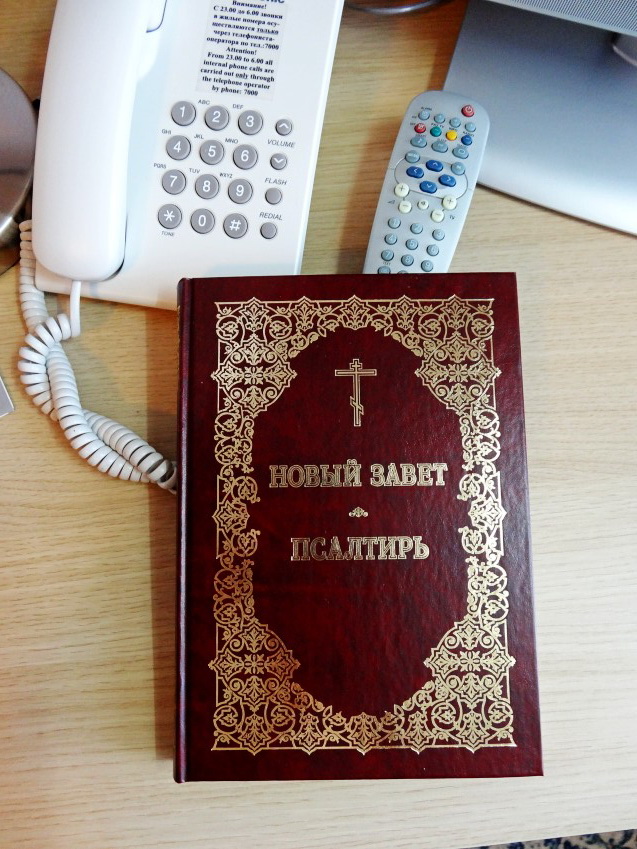 Внимание!
С 23.00 до 6.00 звонки
в жилые номера осу-
ществляются только
через телефониста-
оператора по тел.:7000
Attention!
From 23.00 to 6.00 all
internal phone calls are
carried out only through
the telephone operator
by phone: 7000
ABC DEF
1 2 3
VOLUME
GHI JKL MNO
4 5 6
PQRS TUV WXYZ
7 8 9
FLASH
* 0 #
REDIAL
TONE
НОВЫЙ ЗАВЕТ
ПСАЛТИРЬ